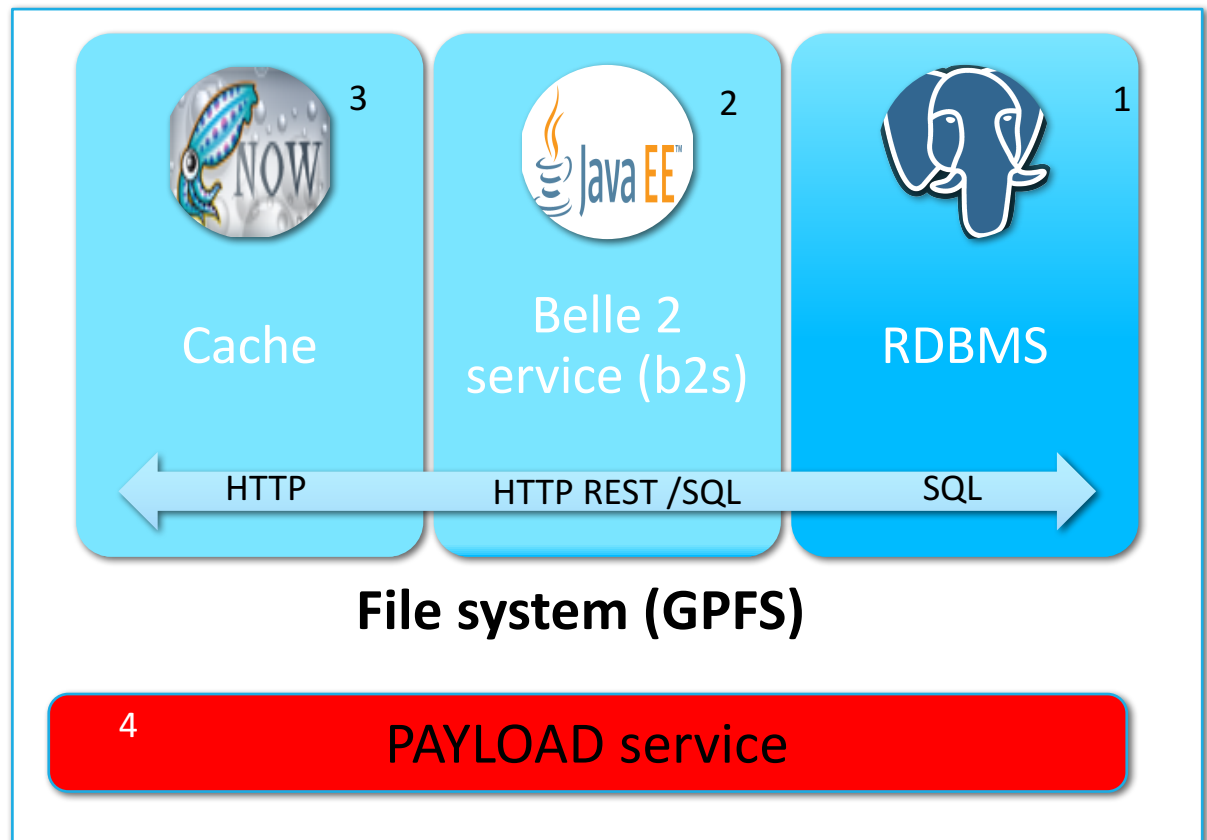 3
NOW
Cache
2
Java EE™
Belle 2
service (b2s)
1
RDBMS
HTTP
HTTP REST /SQL
SQL
File system (GPFS)
4
PAYLOAD service